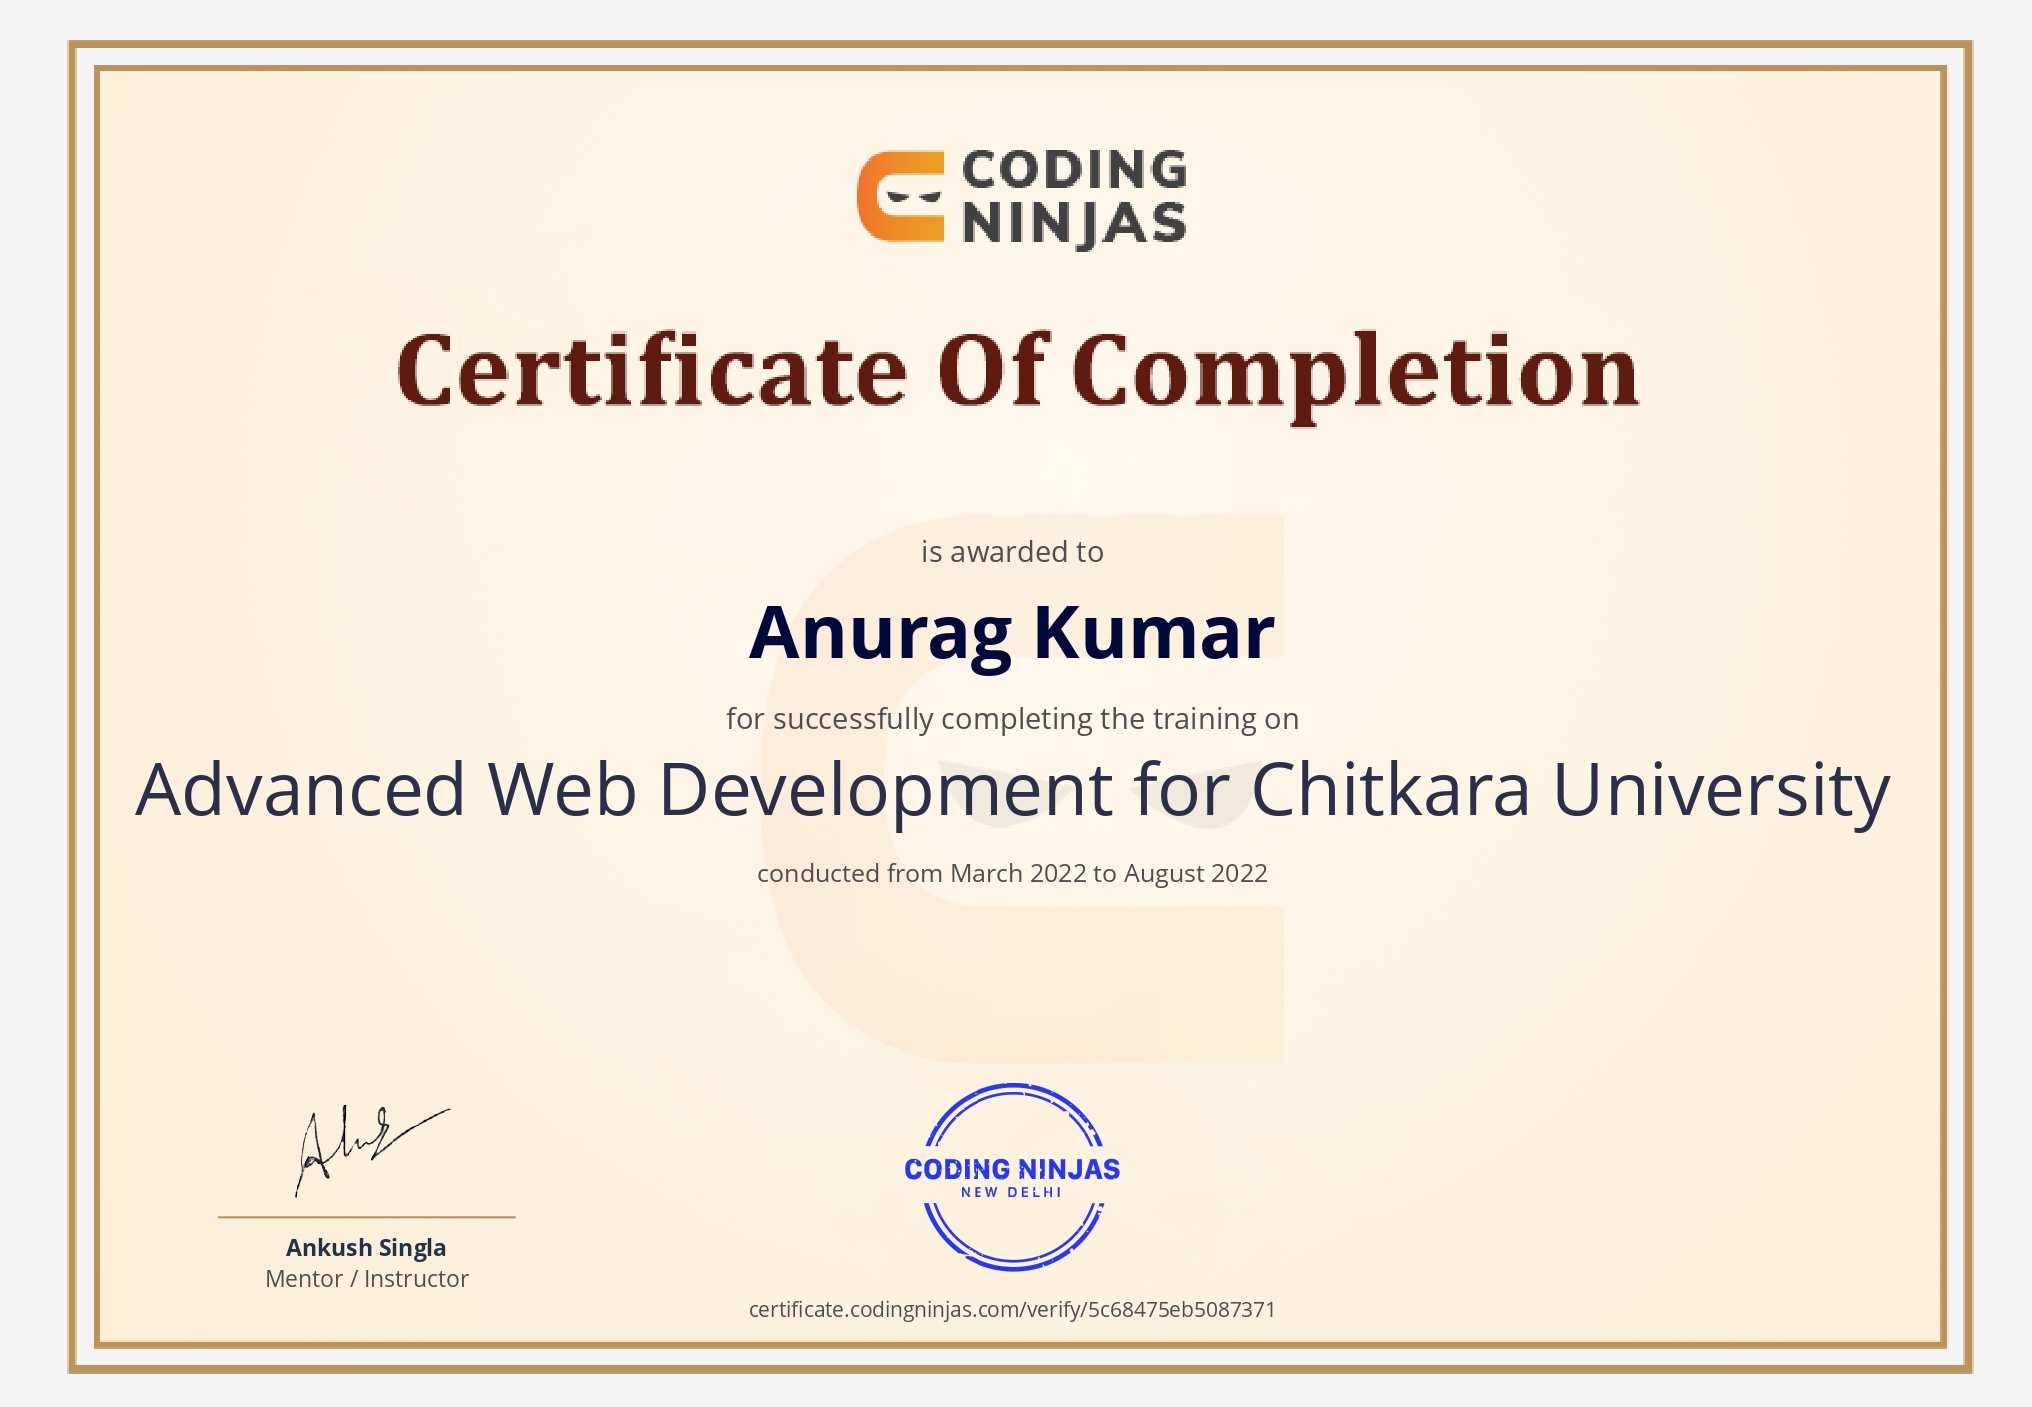 CODING
NINJAS
Certificate Of Completion
is awarded to
Anurag Kumar
for successfully completing the training on
Advanced Web Development for Chitkara University
conducted from March 2022 to August 2022
CODING NINJAS
NEW DELHI
Ankush Singla
Mentor / Instructor
certificate.codingninjas.com/verify/5c68475eb5087371